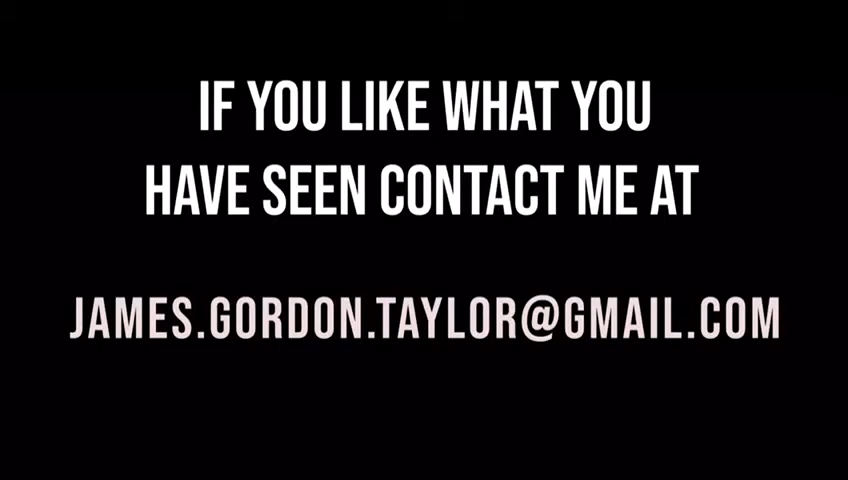 IF YOU LIKE WHAT YOU
HAVE SEEN CONTACT ME AT
JAMES.GORDON.TAYLOR@GMAIL.COM